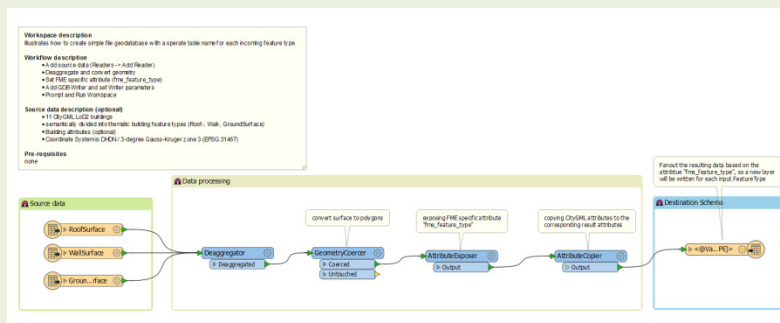 Workspace description
Illustrates how to create simple file geodatabase with a sperate table name for each incoming feature type.
Workflow description
Add source data (Readers -> Add Reader)
Deaggregate and convert geometry
Set FME specific attribute (fme_feature_type)
Add GDB Writer and set Writer parameters
Prompt and Run Workspace
Source data description (optional)
11 CityGML LoD2 buildings
semantically divided into thematic building feature types (Roof-, Wall-, GroundSurface)
Building attributes (optional)
Coordinate System is DHDN / 3-degree Gauss-Kruger zone 3 (EPSG:31467)
Pre-requisites
none
Fanout the resulting data based on the
attribtue "fme_feature_type", so a new layer
will be written for each input FeatureType
Data processing
Source data
Destination Schema
convert surface to polygons
exposing FME specific attribute
"fme_feature_type"
copying CityGML attributes to the
corresponding result attributes
RoofSurface
WallSurface
Groun...rface
Deaggregator
Deaggregated
GeometryCoercer
Coerced
Untouched
AttributeExposer
Output
AttributeCopier
Output
<@Va...PE)>